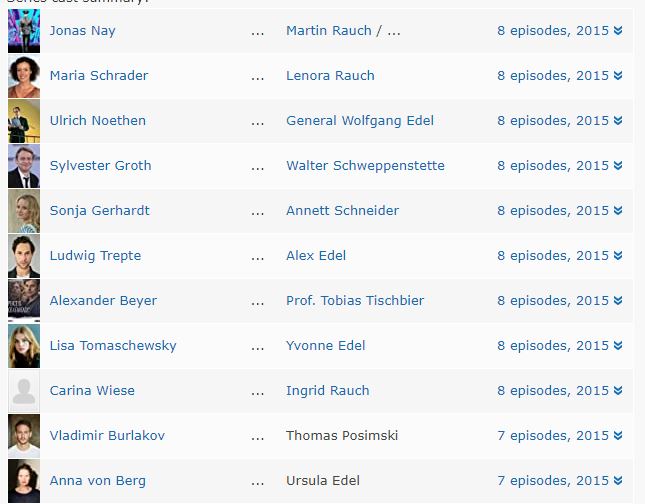 Series cast summary:
Jonas Nay ... Martin Rauch / ... 8 episodes, 2015
Maria Schrader ... Lenora Rauch 8 episodes, 2015
Ulrich Noethen ... General Wolfgang Edel 8 episodes, 2015
Sylvester Groth ... Walter Schweppenstette 8 episodes, 2015
Sonja Gerhardt ... Annett Schneider 8 episodes, 2015
Ludwig Trepte ... Alex Edel 8 episodes, 2015
Alexander Beyer ... Prof. Tobias Tischbier 8 episodes, 2015
Lisa Tomaschewsky ... Yvonne Edel 8 episodes, 2015
Carina Wiese ... Ingrid Rauch 8 episodes, 2015
Vladimir Burlakov ... Thomas Posimski 7 episodes, 2015
Anna von Berg ... Ursula Edel 7 episodes, 2015